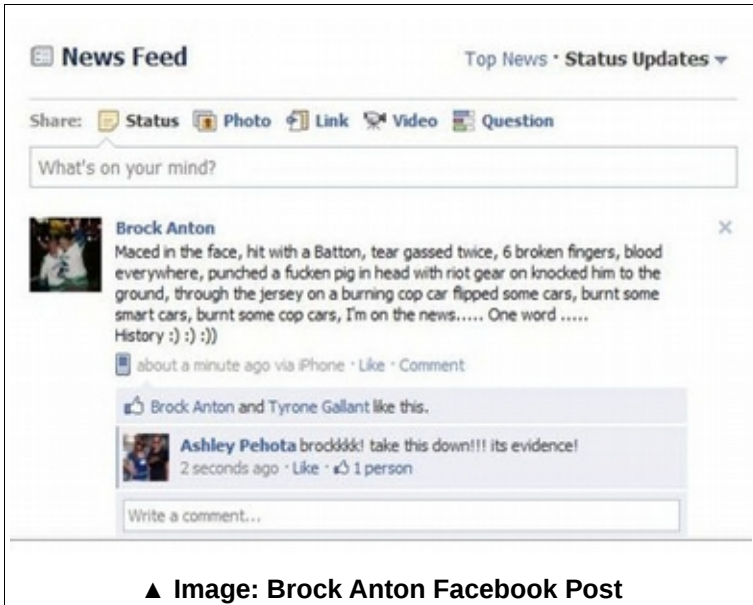 News Feed
Top News · Status Updates
Share: Status Photo Link Video Question
What's on your mind?
Brock Anton
Maced in the face, hit with a Batton, tear gassed twice, 6 broken fingers, blood
everywhere, punched a fucken pig in head with riot gear on knocked him to the
ground, through the jersey on a burning cop car flipped some cars, burnt some
smart cars, burnt some cop cars, I'm on the news..... One word .....
History :) :) :))
about a minute ago via iPhone · Like · Comment
Brock Anton and Tyrone Gallant like this.
Ashley Pehota brockkkk! take this down!!! its evidence!
2 seconds ago · Like · 1 person
Write a comment...
▲ Image: Brock Anton Facebook Post